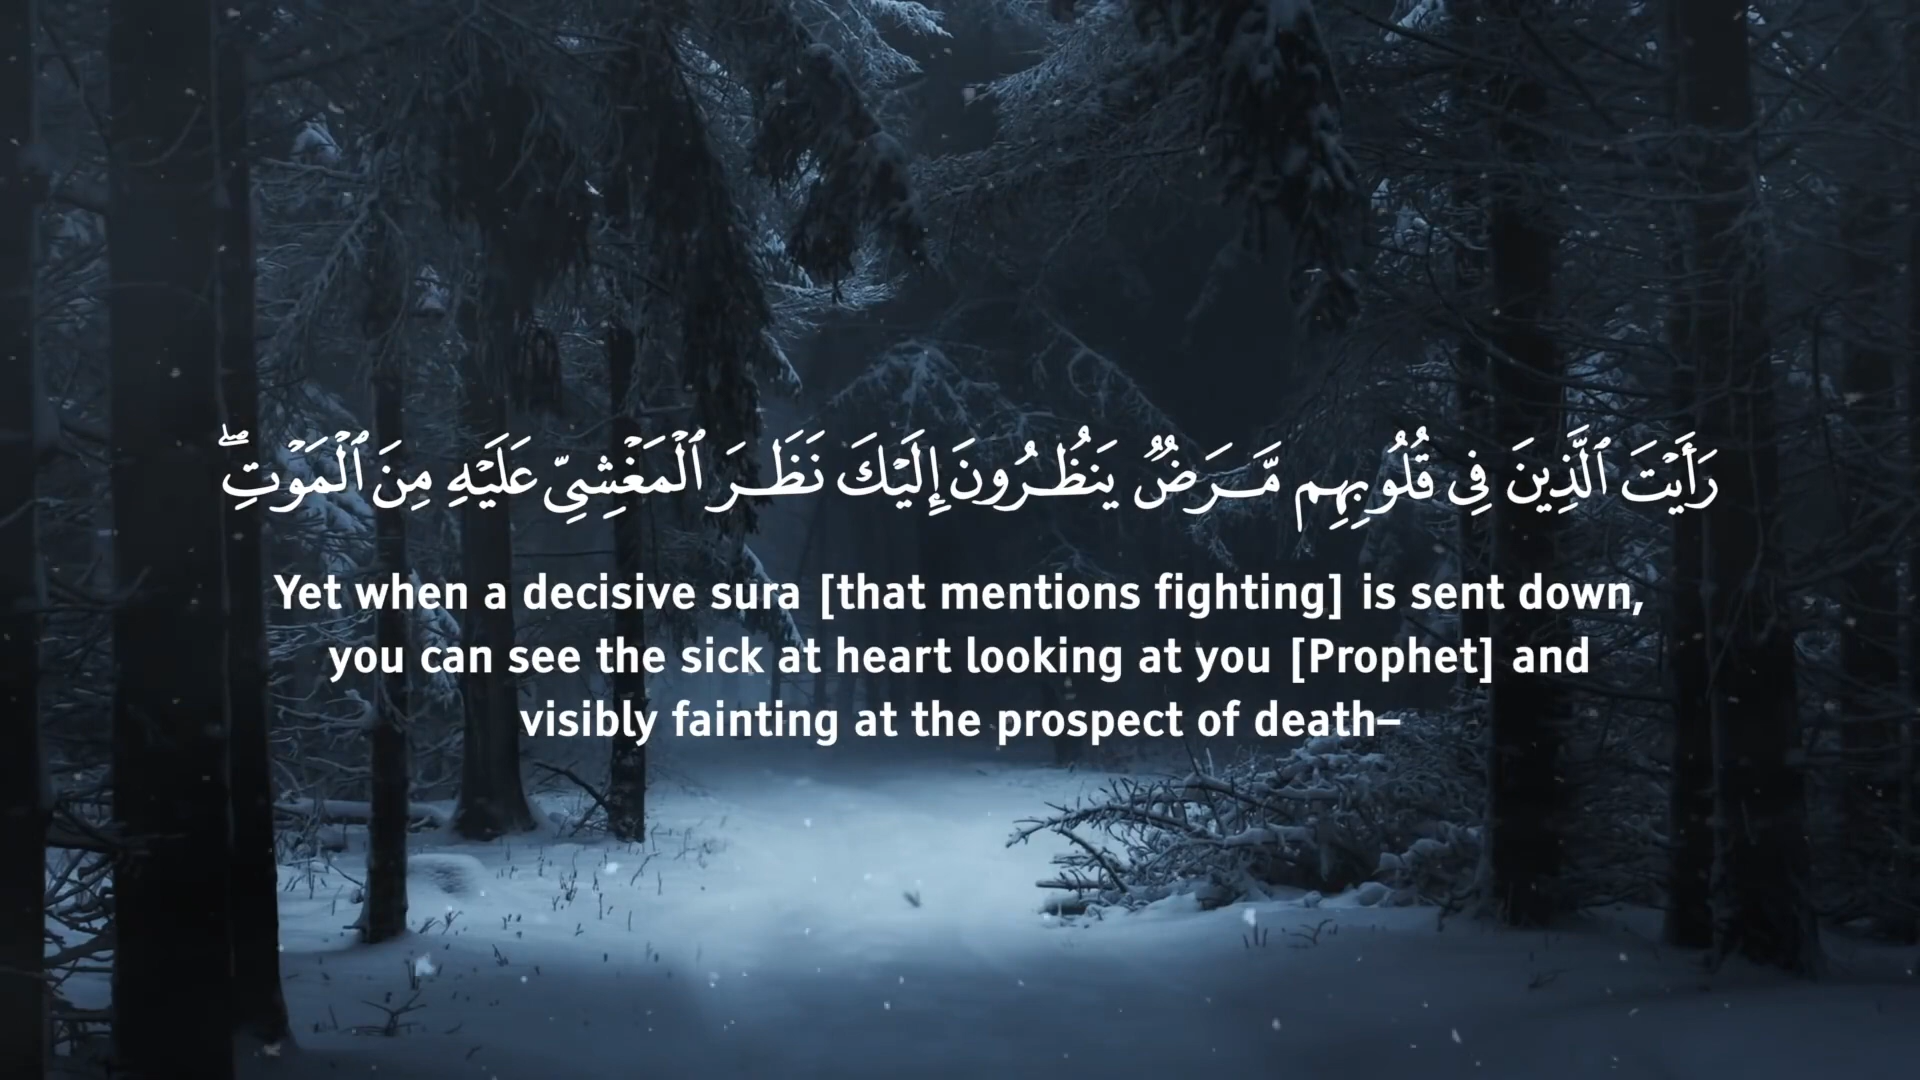 رَأَيْتَ ٱلَّذِينَ فِى قُلُوبِهِم مَّرَضٌ يَنظُرُونَ إِلَيْكَ نَظَرَ ٱلْمَغْشِىِّ عَلَيْهِ مِنَ ٱلْمَوْتِ ۖ
Yet when a decisive sura [that mentions fighting] is sent down,
you can see the sick at heart looking at you [Prophet] and
visibly fainting at the prospect of death–